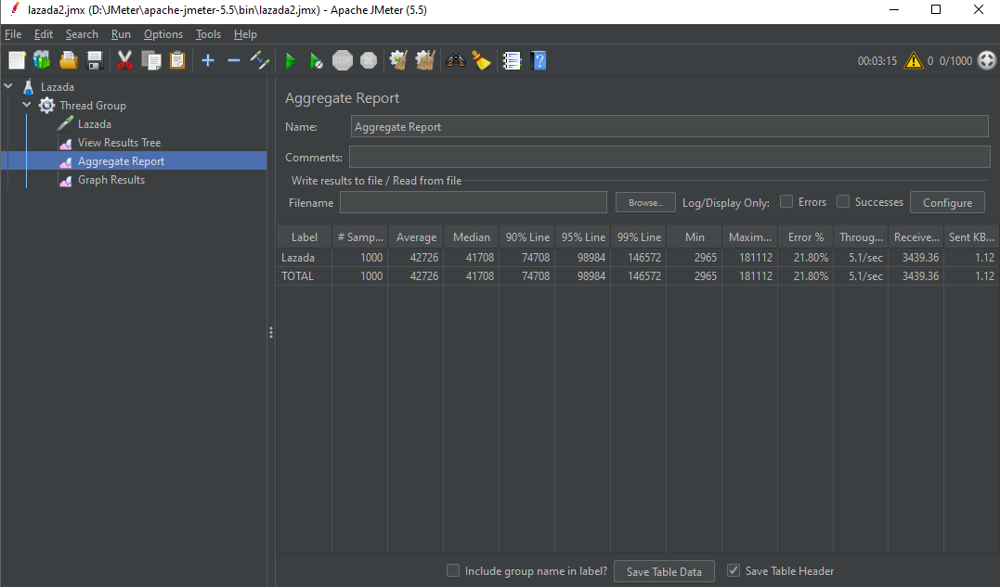 lazada2.jmx (D:\JMeter\apache-jmeter-5.5\bin\lazada2.jmx) - Apache JMeter (5.5)
File Edit Search Run Options Tools Help
00:03:15 0 0/1000
Lazada
Thread Group
Lazada
View Results Tree
Aggregate Report
Graph Results
Aggregate Report
Name: Aggregate Report
Comments:
Write results to file / Read from file
Filename Browse... Log/Display Only: Errors Successes Configure
Label # Samp... Average Median 90% Line 95% Line 99% Line Min Maxim... Error % Throug... Receive... Sent KB...
Lazada 1000 42726 41708 74708 98984 146572 2965 181112 21.80% 5.1/sec 3439.36 1.12
TOTAL 1000 42726 41708 74708 98984 146572 2965 181112 21.80% 5.1/sec 3439.36 1.12
Include group name in label? Save Table Data Save Table Header